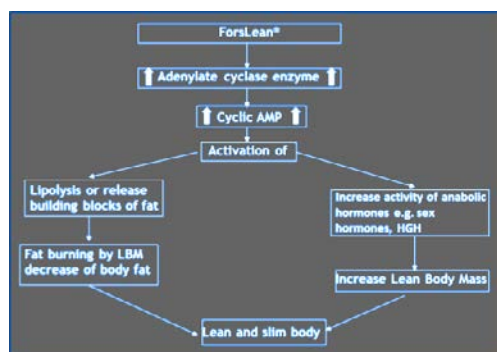 ForsLean®
Adenylate cyclase enzyme
Cyclic AMP
Activation of
Lipolysis or release
building blocks of fat
Increase activity of anabolic
hormones e.g. sex
hormones, HGH
Fat burning by LBM
decrease of body fat
Increase Lean Body Mass
Lean and slim body